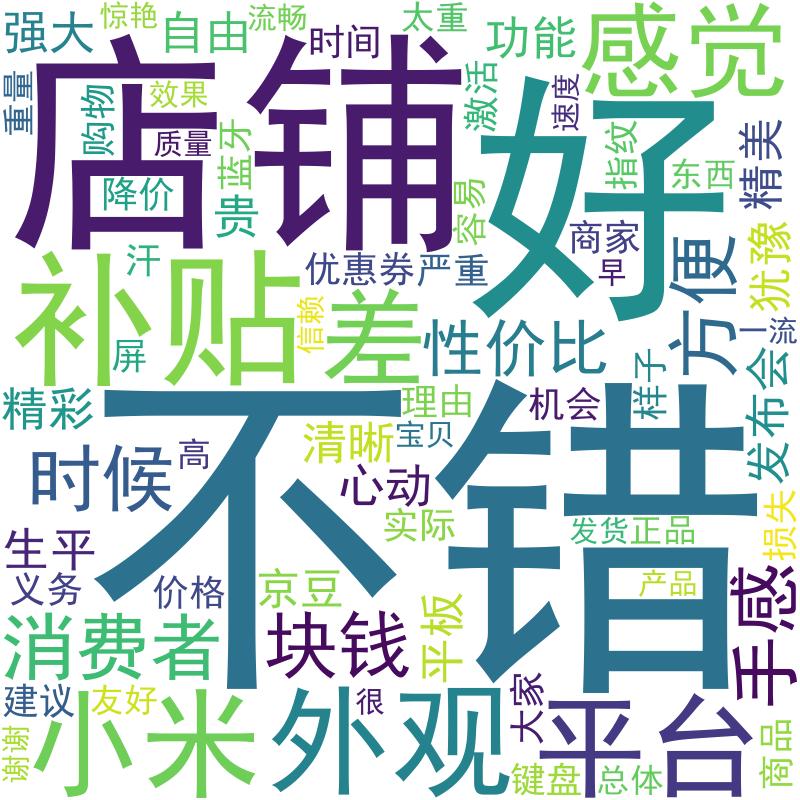 强大
惊艳
自由
流畅
时间
太重
功能
感觉
重量
店铺
购物
效果
质量
蓝牙
激活
好
速度
指纹
东西
精美
降价
贵
容易
商家
早
方便
犹豫
汗
优惠券
严重
补贴
差
信赖
屏
性价比
样子
一流
发布会
精彩
不错
理由
机会
时候
高
清晰
宝贝
心动
实际
发货
正品
损失
生平
义务
价格
京豆
产品
消费者
块钱
平板
手感
建议
友好
小米
外观
很
大家
平台
谢谢
键盘
总体
商品